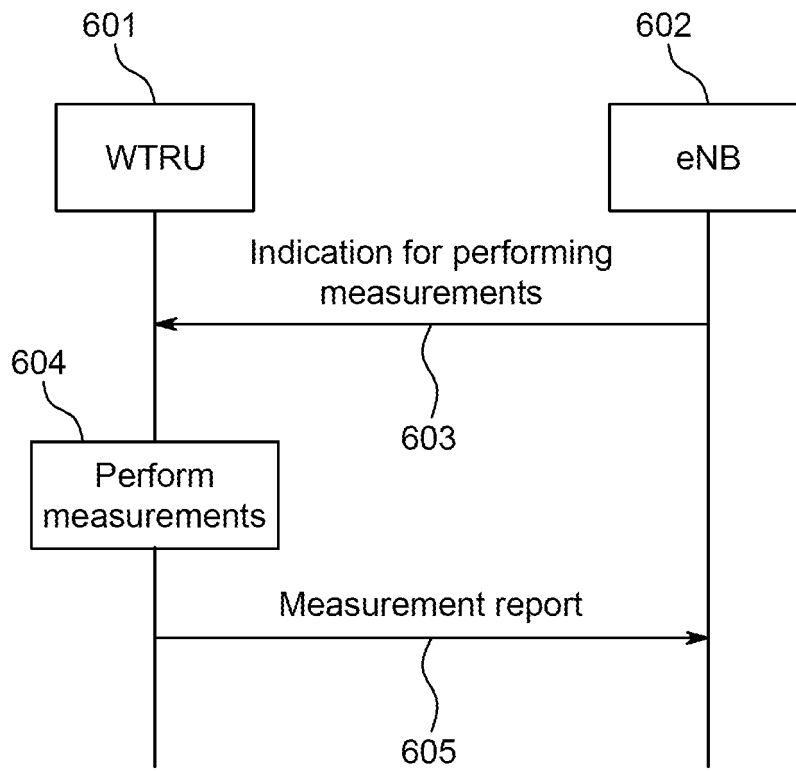 601
602
WTRU
eNB
Indication for performing
measurements
603
604
Perform
measurements
Measurement report
605